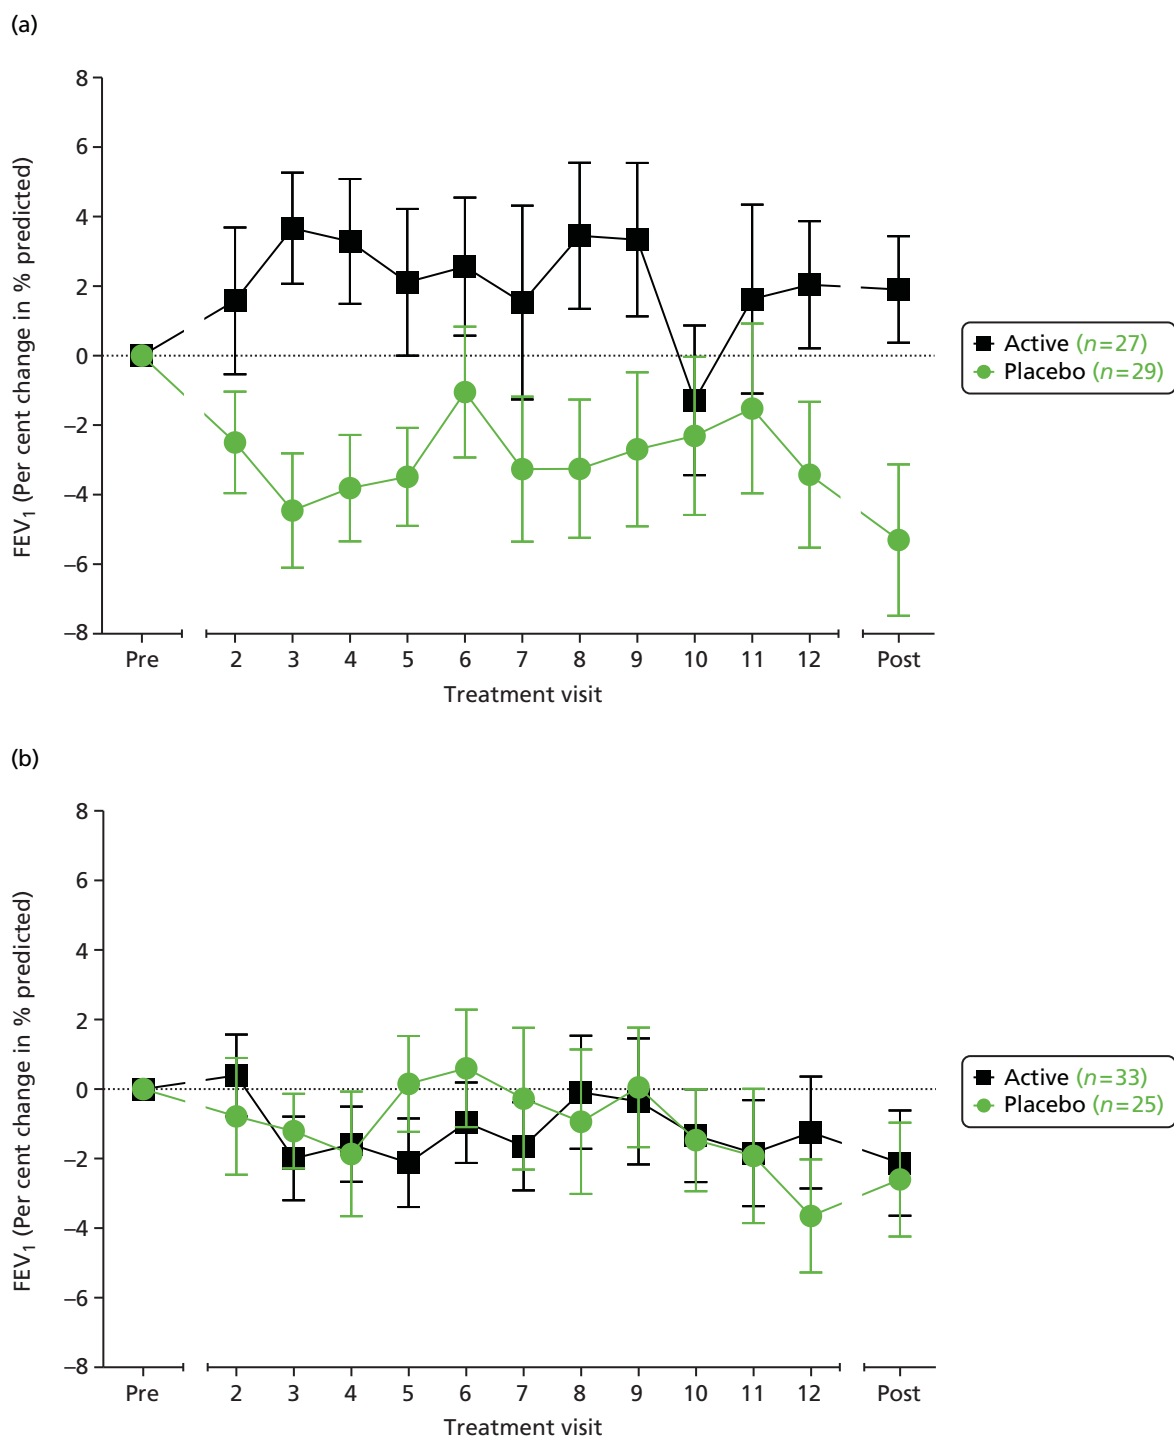 (a)
FEV1 (Per cent change in % predicted)
8
6
4
2
0
–2
–4
–6
–8
Pre 2 3 4 5 6 7 8 9 10 11 12 Post
Treatment visit
Active (n=27)
Placebo (n=29)
(b)
FEV1 (Per cent change in % predicted)
8
6
4
2
0
–2
–4
–6
–8
Pre 2 3 4 5 6 7 8 9 10 11 12 Post
Treatment visit
Active (n=33)
Placebo (n=25)